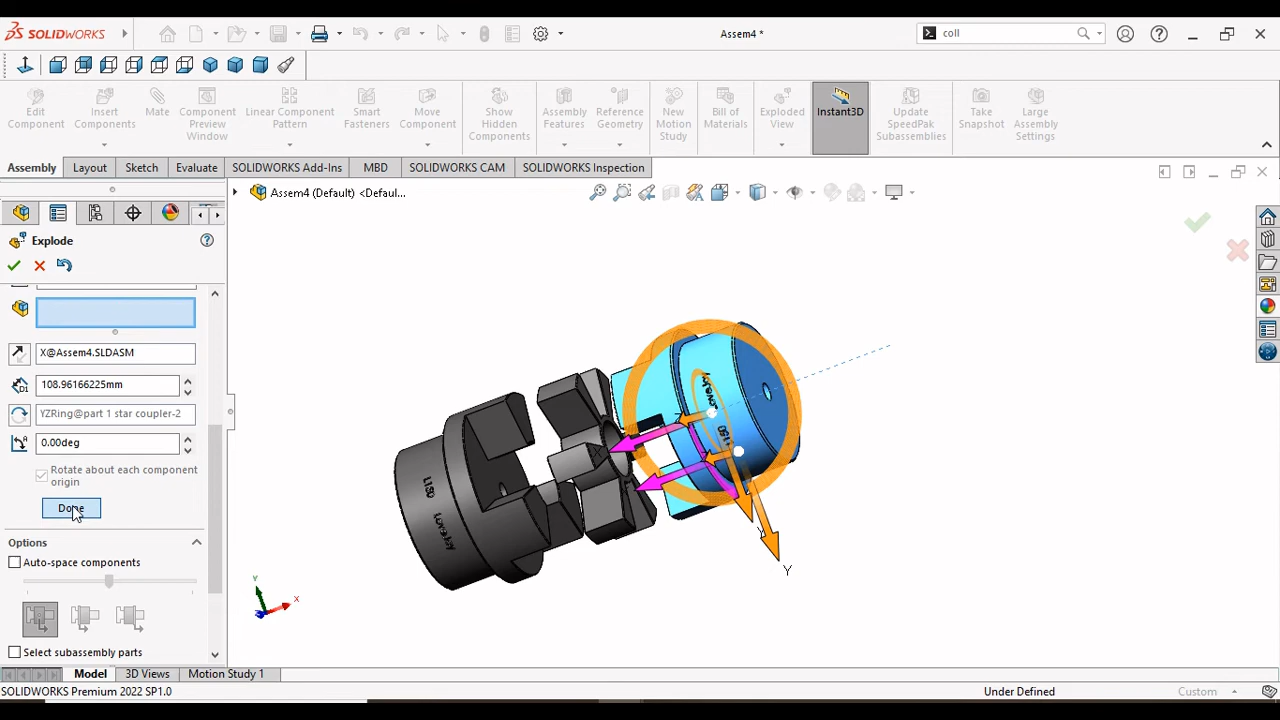 SOLIDWORKS
Assem4 *
coll
Edit Component
Insert Components
Mate
Component Preview Window
Linear Component Pattern
Smart Fasteners
Move Component
Show Hidden Components
Assembly Features
Reference Geometry
New Motion Study
Bill of Materials
Exploded View
Instant3D
Update SpeedPak Subassemblies
Take Snapshot
Large Assembly Settings
Assembly
Layout
Sketch
Evaluate
SOLIDWORKS Add-Ins
MBD
SOLIDWORKS CAM
SOLIDWORKS Inspection
Assem4 (Default) <Defaul...
Explode
X@Assem4.SLDASM
108.96166225mm
YZRing@part 1 star coupler-2
0.00deg
Rotate about each component
origin
Done
Options
Auto-space components
Select subassembly parts
L150
LoveJoy
LoveJoy
L150
Y
Y
Y
X
Z
Model
3D Views
Motion Study 1
SOLIDWORKS Premium 2022 SP1.0
Under Defined
Custom